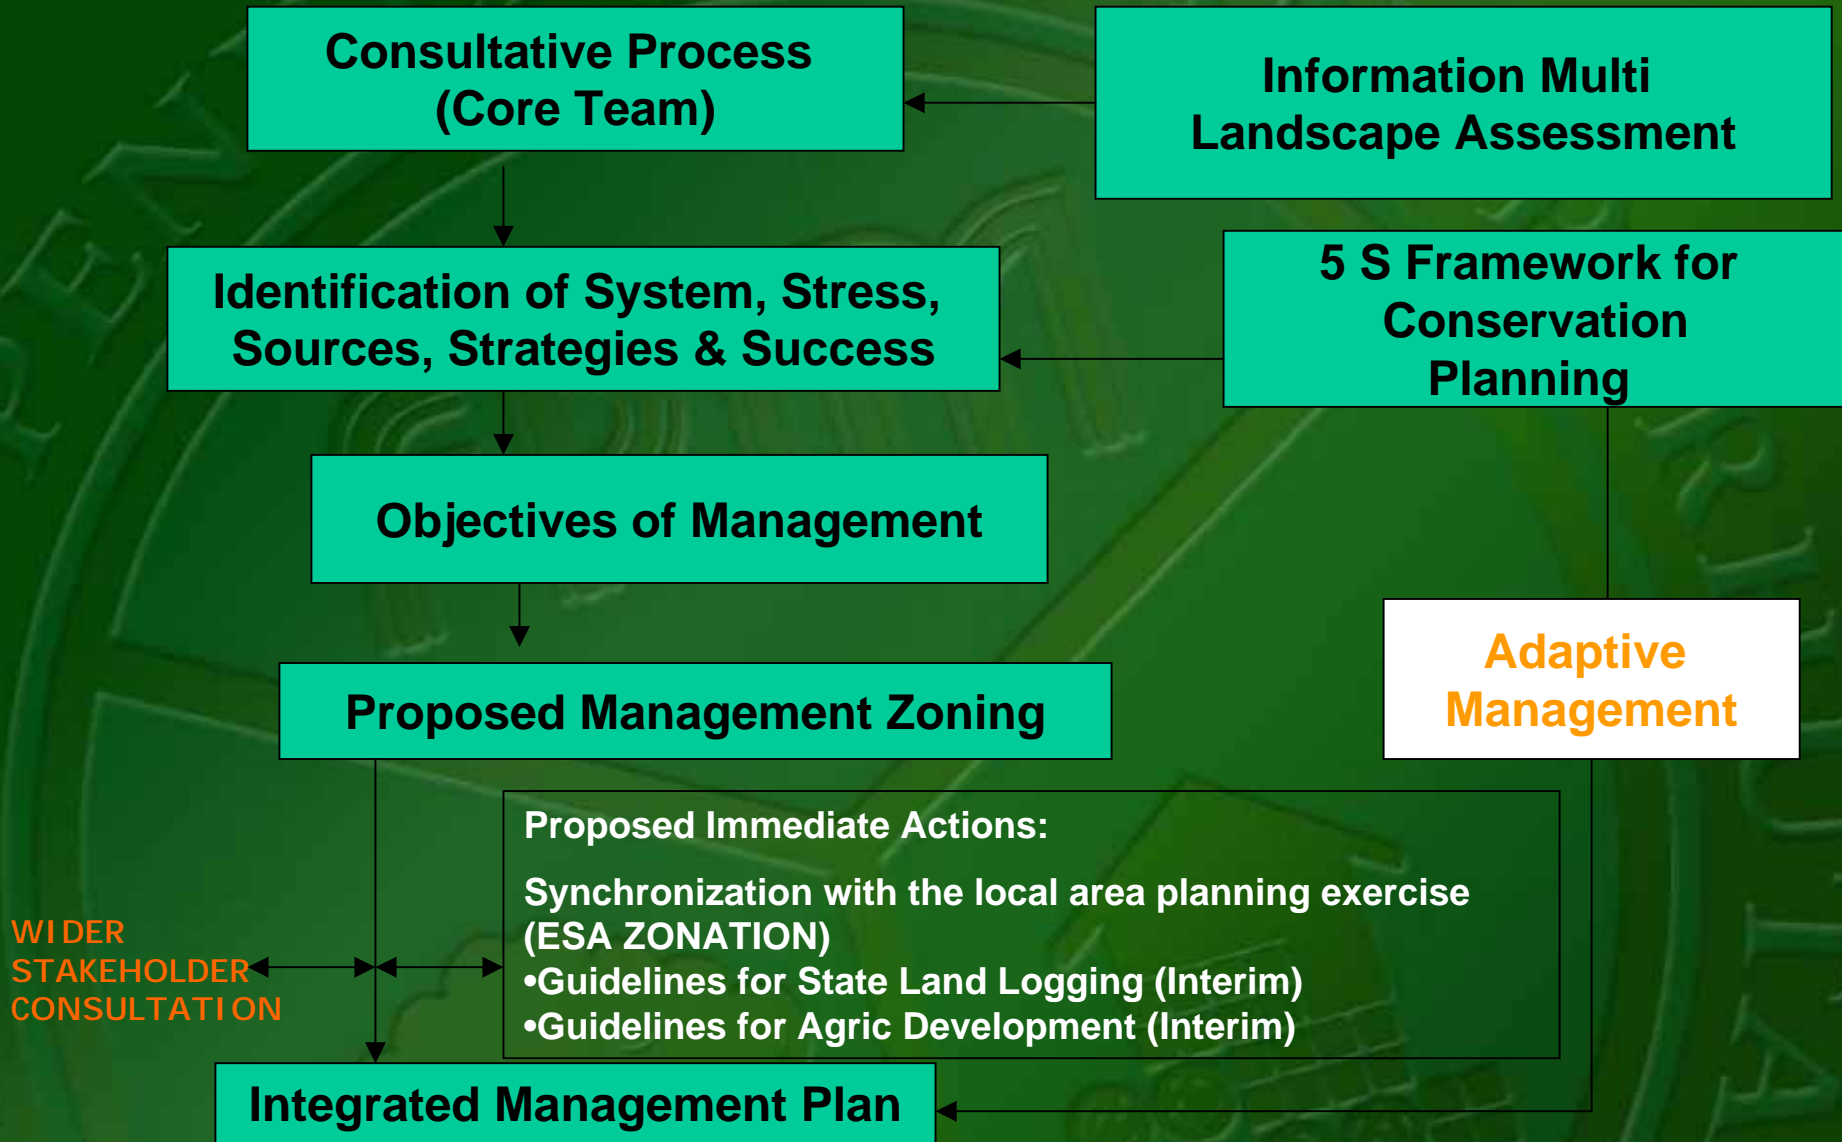 Consultative Process
(Core Team)
Information Multi
Landscape Assessment
Identification of System, Stress,
Sources, Strategies & Success
5 S Framework for
Conservation
Planning
Objectives of Management
Adaptive
Management
Proposed Management Zoning
Proposed Immediate Actions:
Synchronization with the local area planning exercise
(ESA ZONATION)
•Guidelines for State Land Logging (Interim)
•Guidelines for Agric Development (Interim)
WIDER
STAKEHOLDER
CONSULTATION
Integrated Management Plan